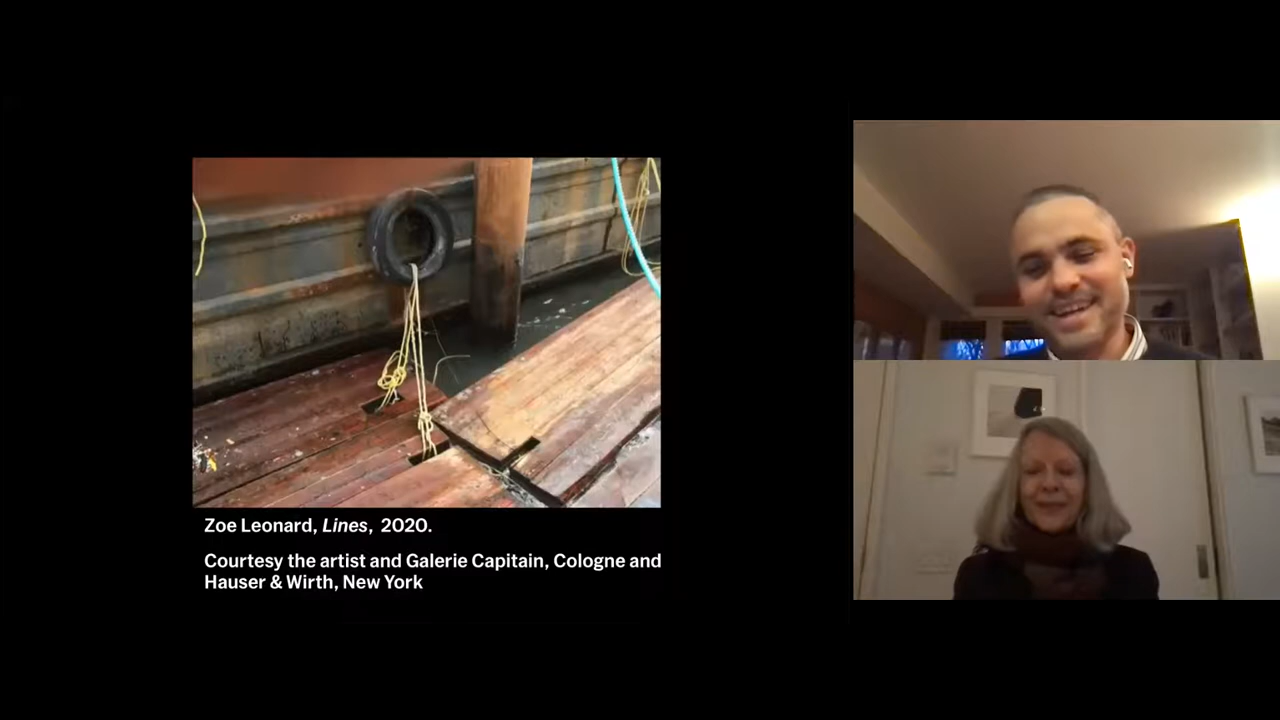 Zoe Leonard, Lines, 2020.
Courtesy the artist and Galerie Capitain, Cologne and
Hauser & Wirth, New York